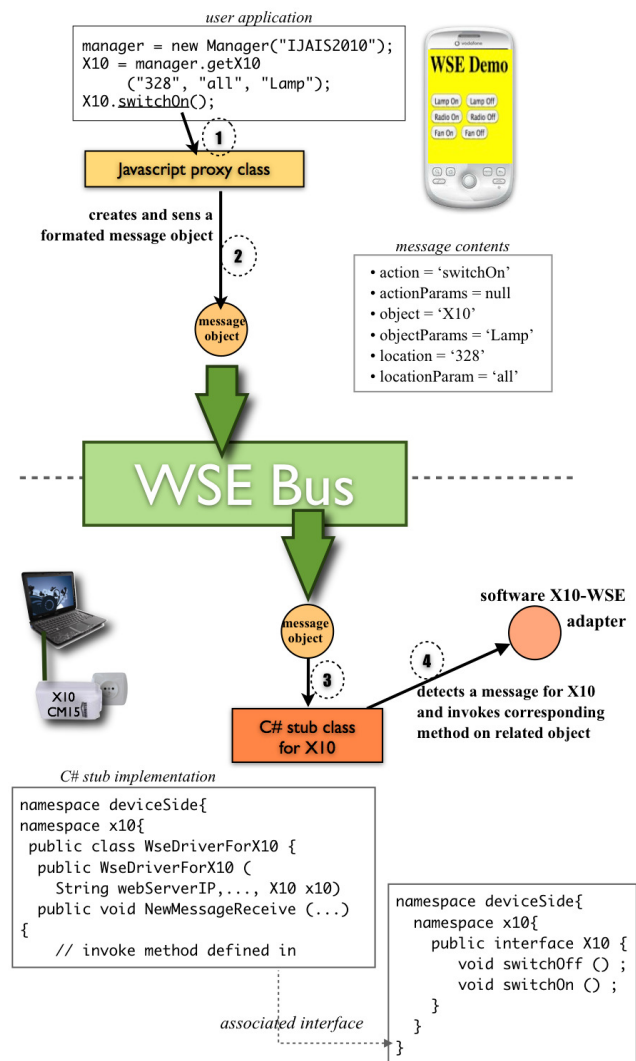 user application
manager = new Manager("IJAIS2010");
X10 = manager.getX10
("328", "all", "Lamp");
X10.switchOn();
1
Javascript proxy class
creates and sens a
formated message object
2
message
object
vodafone
WSE Demo
Lamp On Lamp Off
Radio On Radio Off
Fan On Fan Off
message contents
• action = ‘switchOn’
• actionParams = null
• object = ‘X10’
• objectParams = ‘Lamp’
• location = ‘328’
• locationParam = ‘all’
WSE Bus
message
object
software X10-WSE
adapter
3
4
detects a message for X10
and invokes corresponding
method on related object
X10
CM15
C# stub class
for X10
C# stub implementation
namespace deviceSide{
namespace x10{
public class WseDriverForX10 {
public WseDriverForX10 (
String webServerIP,..., X10 x10)
public void NewMessageReceive (...)
{
// invoke method defined in
associated interface
namespace deviceSide{
namespace x10{
public interface X10 {
void switchOff () ;
void switchOn () ;
}
}
}